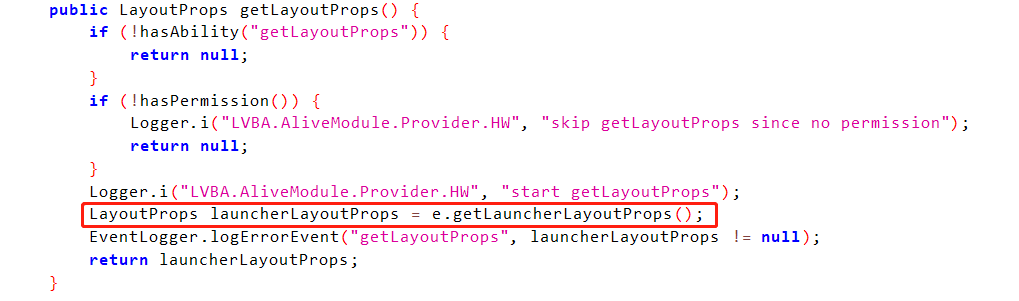 public LayoutProps getLayoutProps() {
if (!hasAbility("getLayoutProps")) {
return null;
}
if (!hasPermission()) {
Logger.i("LVBA.AliveModule.Provider.HW", "skip getLayoutProps since no permission");
return null;
}
Logger.i("LVBA.AliveModule.Provider.HW", "start getLayoutProps");
LayoutProps launcherLayoutProps = e.getLauncherLayoutProps();
EventLogger.logErrorEvent("getLayoutProps", launcherLayoutProps != null);
return launcherLayoutProps;
}